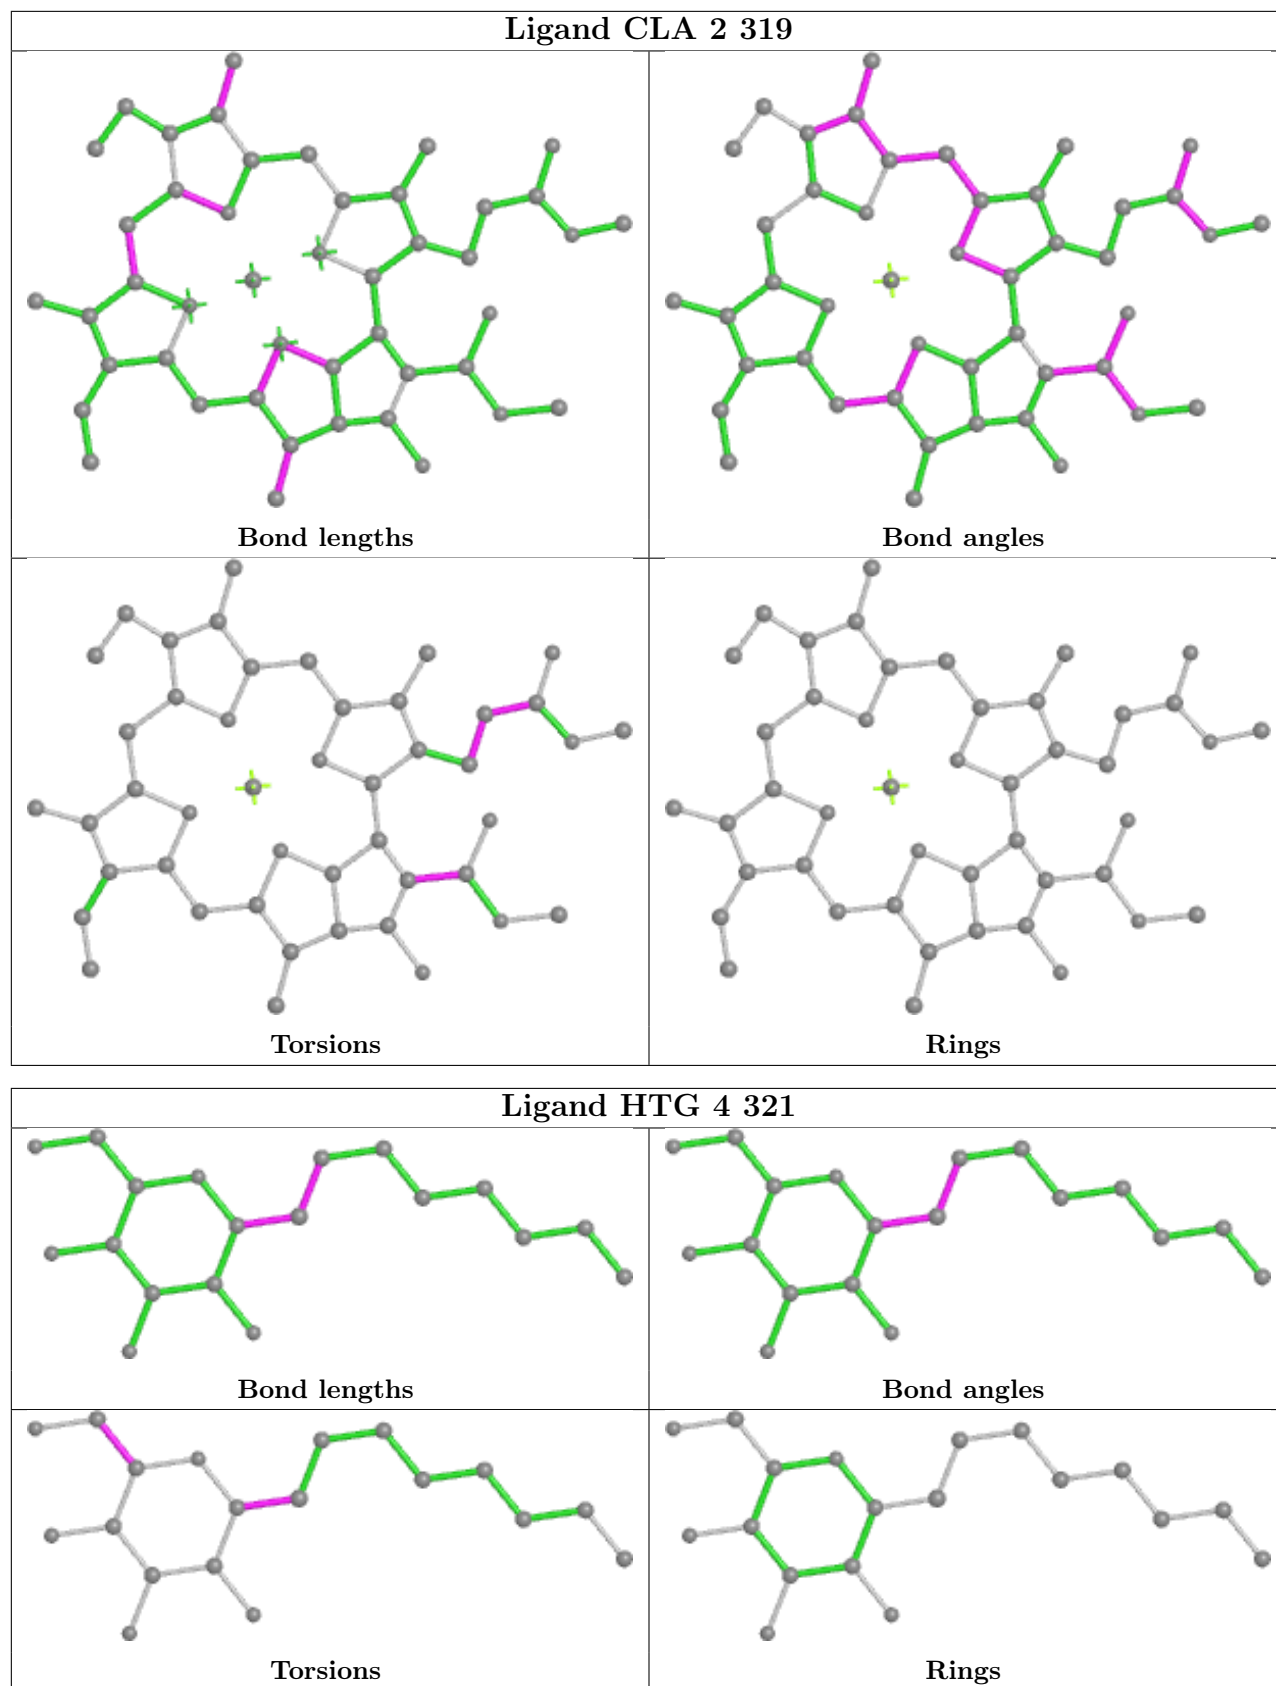 Ligand CLA 2 319
Bond lengths
Bond angles
Torsions
Rings
Ligand HTG 4 321
Bond lengths
Bond angles
Torsions
Rings